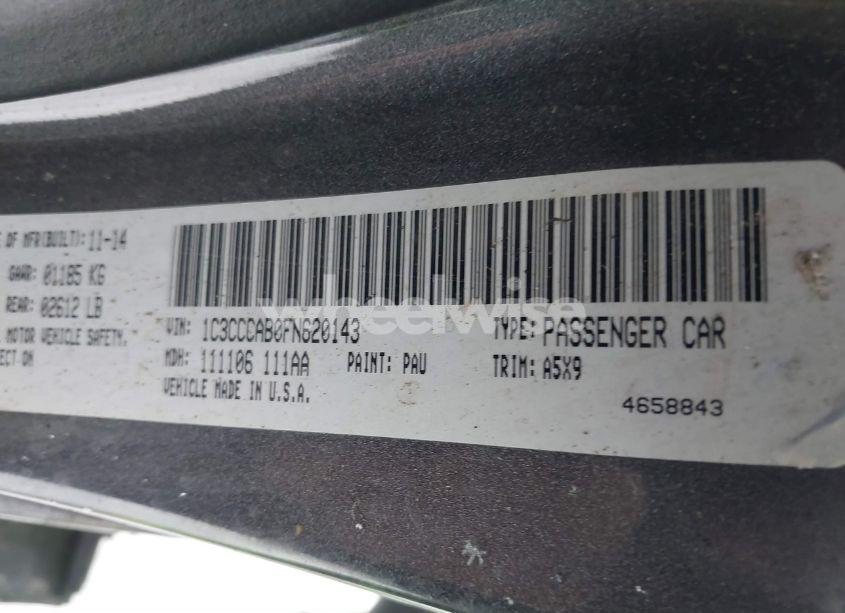 E OF MFR(BUILT): 11-14
GAWR: 01185 KG
REAR: 02612 LB
MOTOR VEHICLE SAFETY.
ECT ON
VIN: 1C3CCCAB0FN620143
TYPE: PASSENGER CAR
MDH: 111106 111AA
PAINT: PAU
TRIM: A5X9
VEHICLE MADE IN U.S.A.
4658843
wheelwise